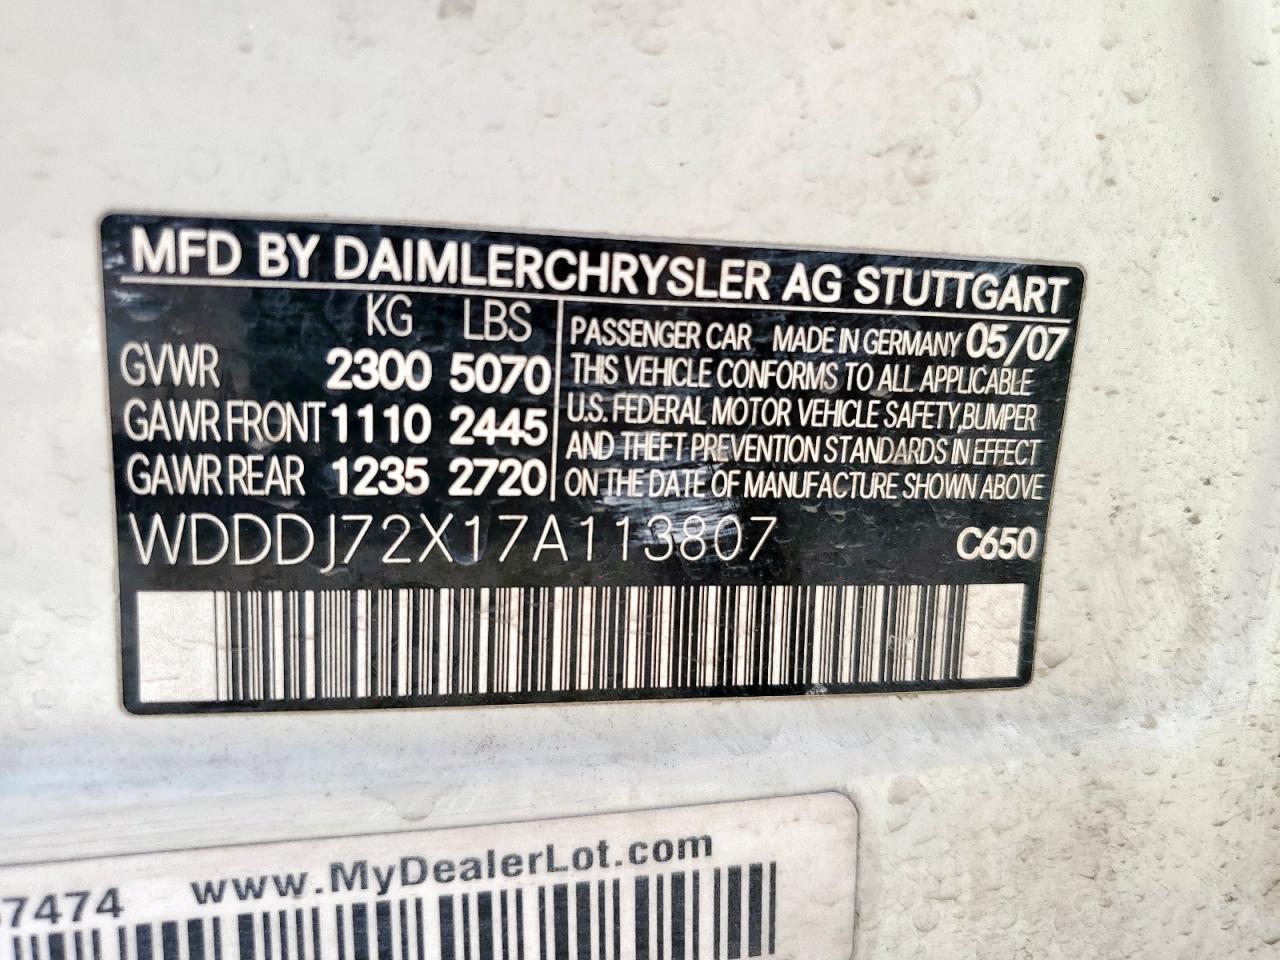 MFD BY DAIMLERCHRYSLER AG STUTTGART
KG LBS
GVWR 2300 5070
GAWR FRONT 1110 2445
GAWR REAR 1235 2720
PASSENGER CAR MADE IN GERMANY 05/07
THIS VEHICLE CONFORMS TO ALL APPLICABLE
U.S. FEDERAL MOTOR VEHICLE SAFETY,BUMPER
AND THEFT PREVENTION STANDARDS IN EFFECT
ON THE DATE OF MANUFACTURE SHOWN ABOVE
WDDDJ72X17A113807 C650
7474 www.MyDealerLot.com